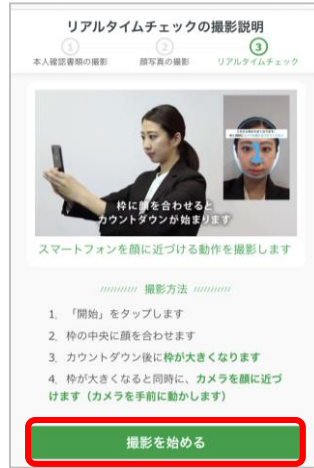 リアルタイムチェックの撮影説明
1
2
3
本人確認書類の撮影
顔写真の撮影
リアルタイムチェック
枠に顔を合わせると
カウントダウンが始まります
スマートフォンを顔に近づける動作を撮影します
撮影方法
1. 「開始」をタップします
2. 枠の中央に顔を合わせます
3. カウントダウン後に枠が大きくなります
4. 枠が大きくなると同時に、カメラを顔に近づ
けます（カメラを手前に動かします）
撮影を始める